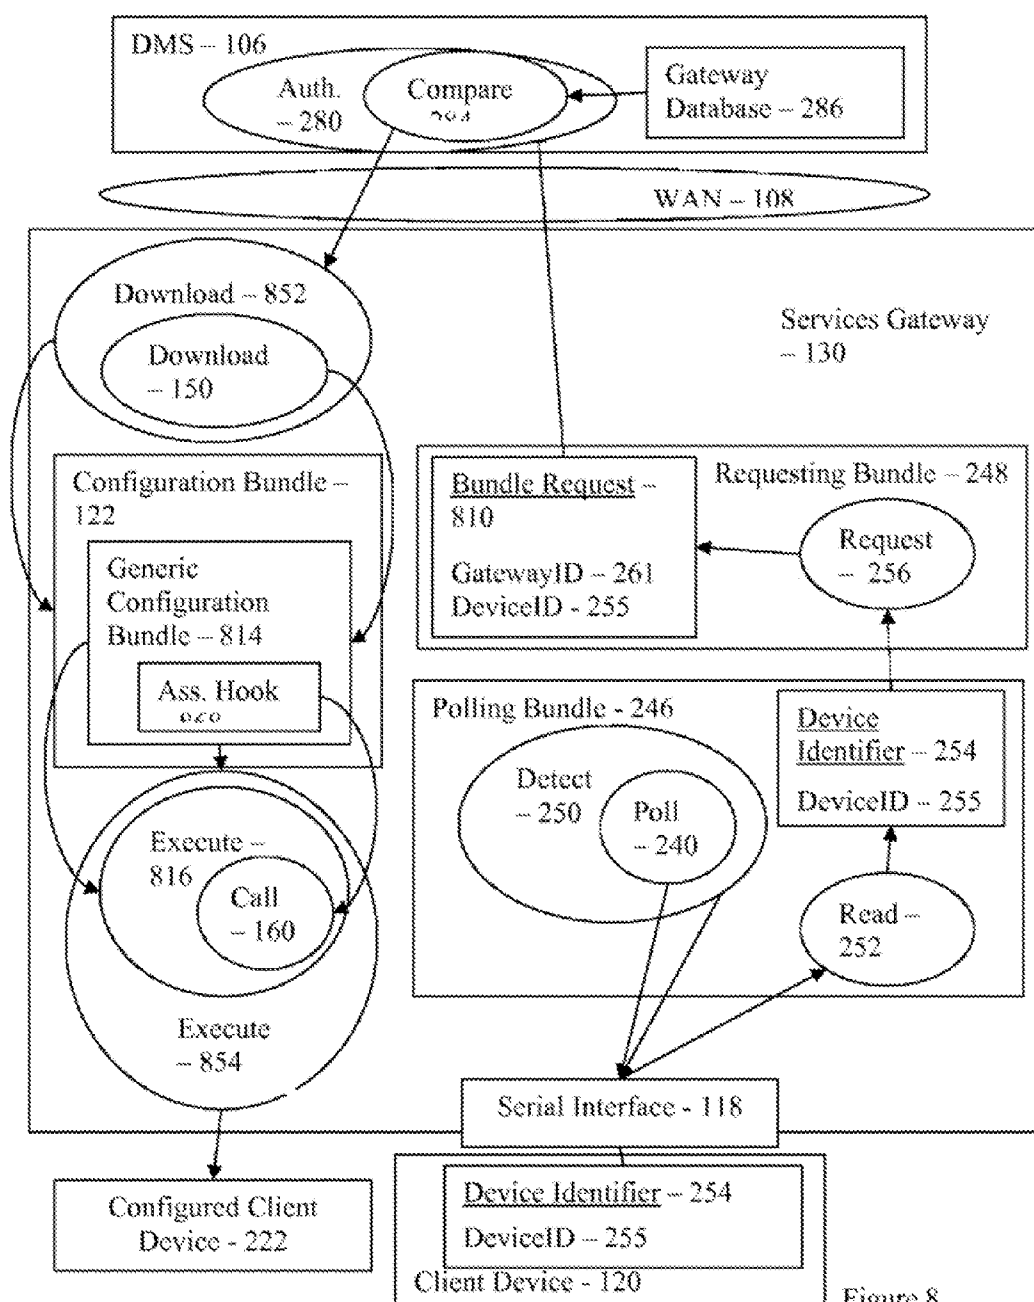 DMS – 106
Auth.
– 280
Compare
Gateway
Database – 286
WAN – 108
Download – 852
Download
– 150
Services Gateway
– 130
Configuration Bundle –
122
Generic
Configuration
Bundle – 814
Ass. Hook
Bundle Request –
810
GatewayID – 261
DeviceID - 255
Requesting Bundle – 248
Request
– 256
Polling Bundle - 246
Detect
– 250
Poll
– 240
Device
Identifier – 254
DeviceID – 255
Read –
252
Execute –
816
Call
– 160
Execute
– 854
Serial Interface - 118
Configured Client
Device - 222
Device Identifier – 254
DeviceID – 255
Client Device - 120
Figure 8